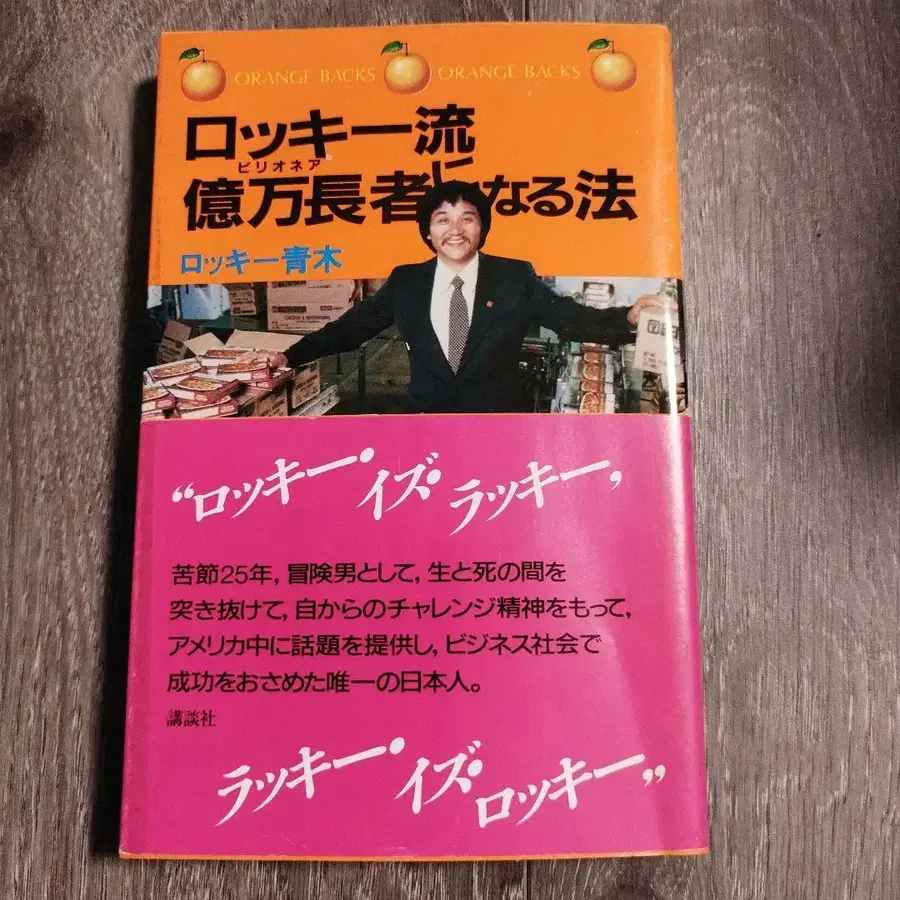 ORANGE BACKS ORANGE BACKS
ロッキー流
億万長者になる法
ビリオネア
ロッキー青木
“ロッキー・イズ・ラッキー,
苦節25年,冒険男として,生と死の間を
突き抜けて,自からのチャレンジ精神をもって,
アメリカ中に話題を提供し,ビジネス社会で
成功をおさめた唯一の日本人。
講談社
ラッキー・イズ・ロッキー”